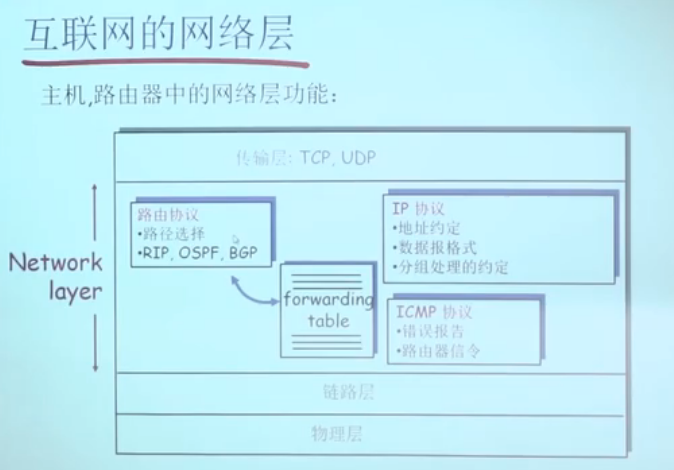 互联网的网络层
主机,路由器中的网络层功能:
传输层: TCP, UDP
Network
layer
路由协议
•路径选择
•RIP, OSPF, BGP
forwarding
table
IP 协议
•地址约定
•数据报格式
•分组处理的约定
ICMP 协议
•错误报告
•路由器信令
链路层
物理层